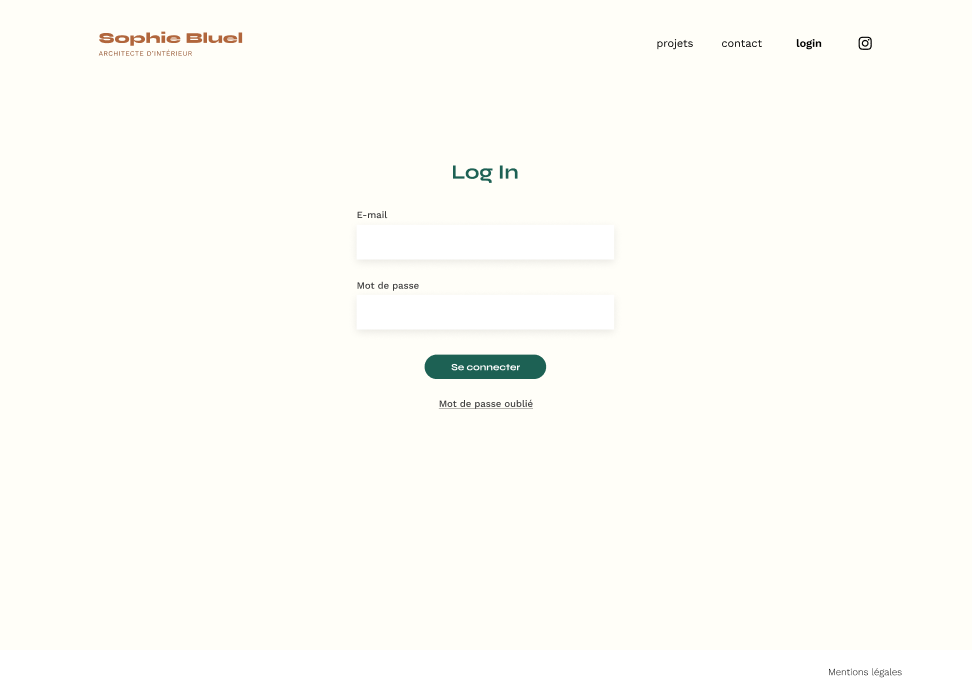 Sophie Bluel
ARCHITECTE D'INTÉRIEUR
projets contact login
Log In
E-mail
Mot de passe
Se connecter
Mot de passe oublié
Mentions légales